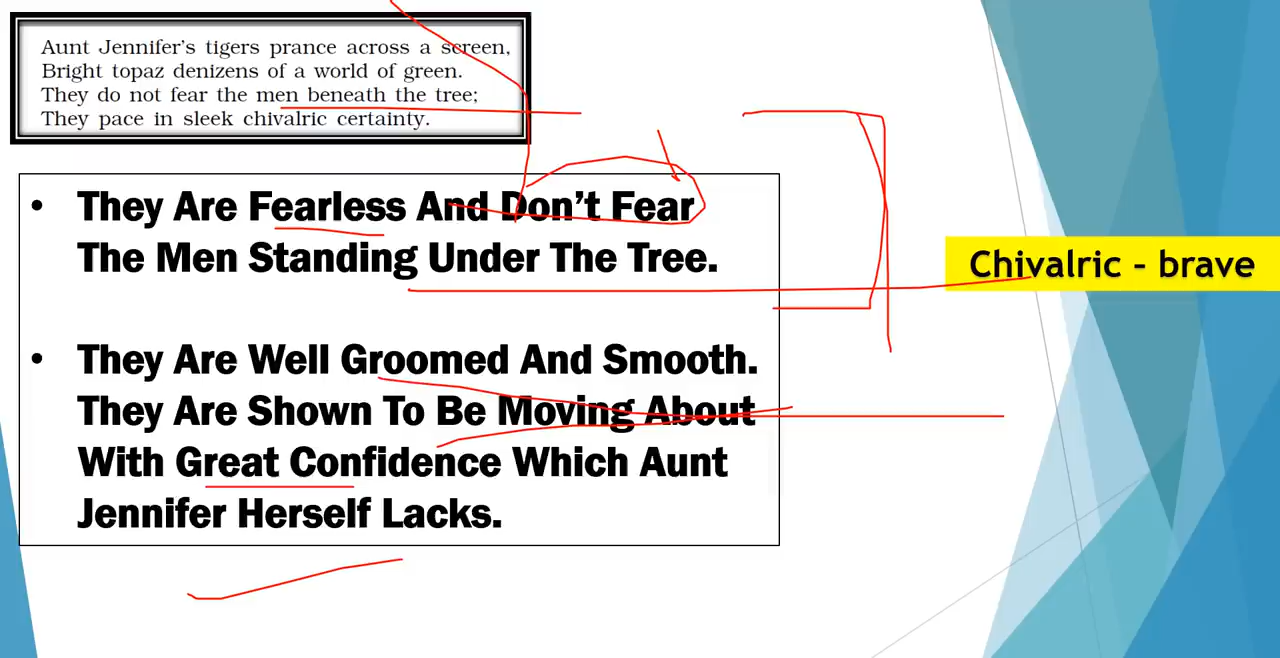 Aunt Jennifer's tigers prance across a screen,
Bright topaz denizens of a world of green.
They do not fear the men beneath the tree;
They pace in sleek chivalric certainty.
• They Are Fearless And Don't Fear
The Men Standing Under The Tree.
Chivalric - brave
• They Are Well Groomed And Smooth.
They Are Shown To Be Moving About
With Great Confidence Which Aunt
Jennifer Herself Lacks.